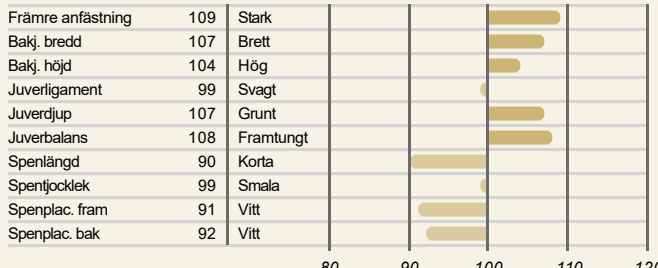 Främre anfästning 109 Stark
Bakj. bredd 107 Brett
Bakj. höjd 104 Hög
Juverligament 99 Svagt
Juverdjup 107 Grunt
Juverbalans 108 Framtungt
Spenlängd 90 Korta
Spentjocklek 99 Smala
Spenplac. fram 91 Vitt
Spenplac. bak 92 Vitt
80 90 100 110 120